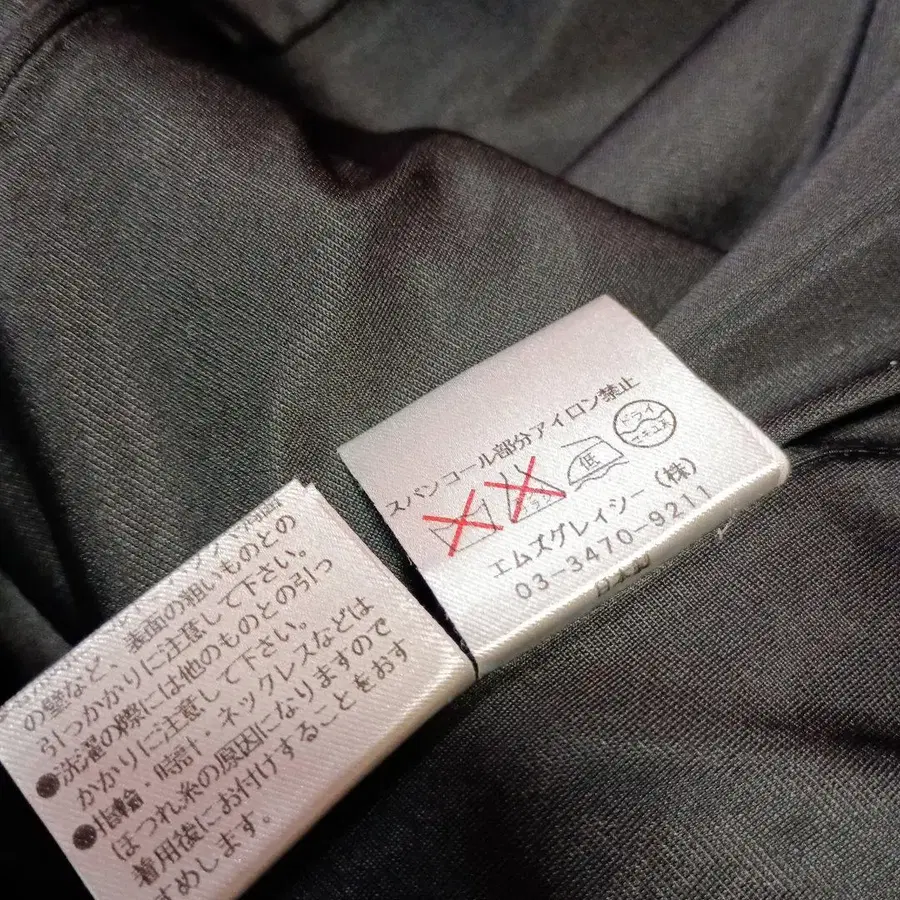 スパンコール部分アイロン禁止
低
ドライ
セキユ系
エムズグレイシー(株)
03-3470-9211
日本製
の壁など、表面の粗いものとの
引っかかりに注意して下さい。
●洗濯の際には他のものとの引っ
かかりに注意して下さい。
●指輪・時計・ネックレスなどは
ほつれ糸の原因になりますので
着用後にお付けすることをおす
すめします。